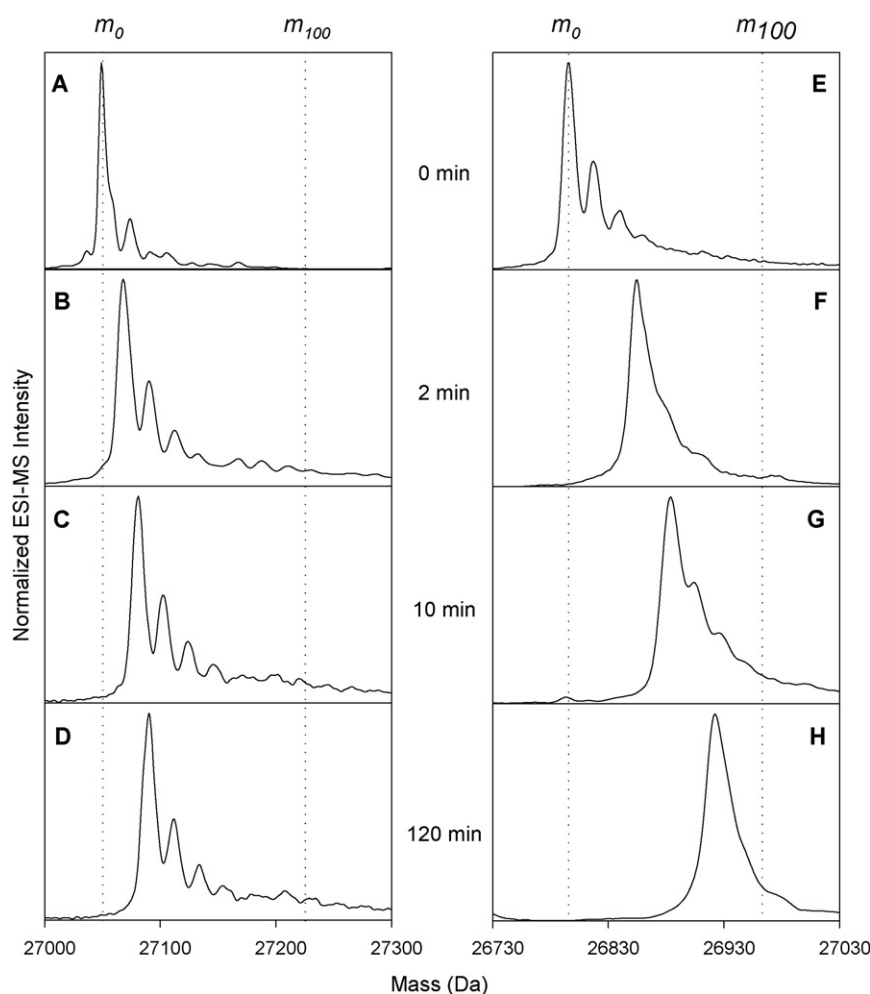 m0 m100 m0 m100
A E
0 min
B F
2 min
C G
10 min
D H
120 min
Normalized ESI-MS Intensity
27000 27100 27200 27300 26730 26830 26930 27030
Mass (Da)